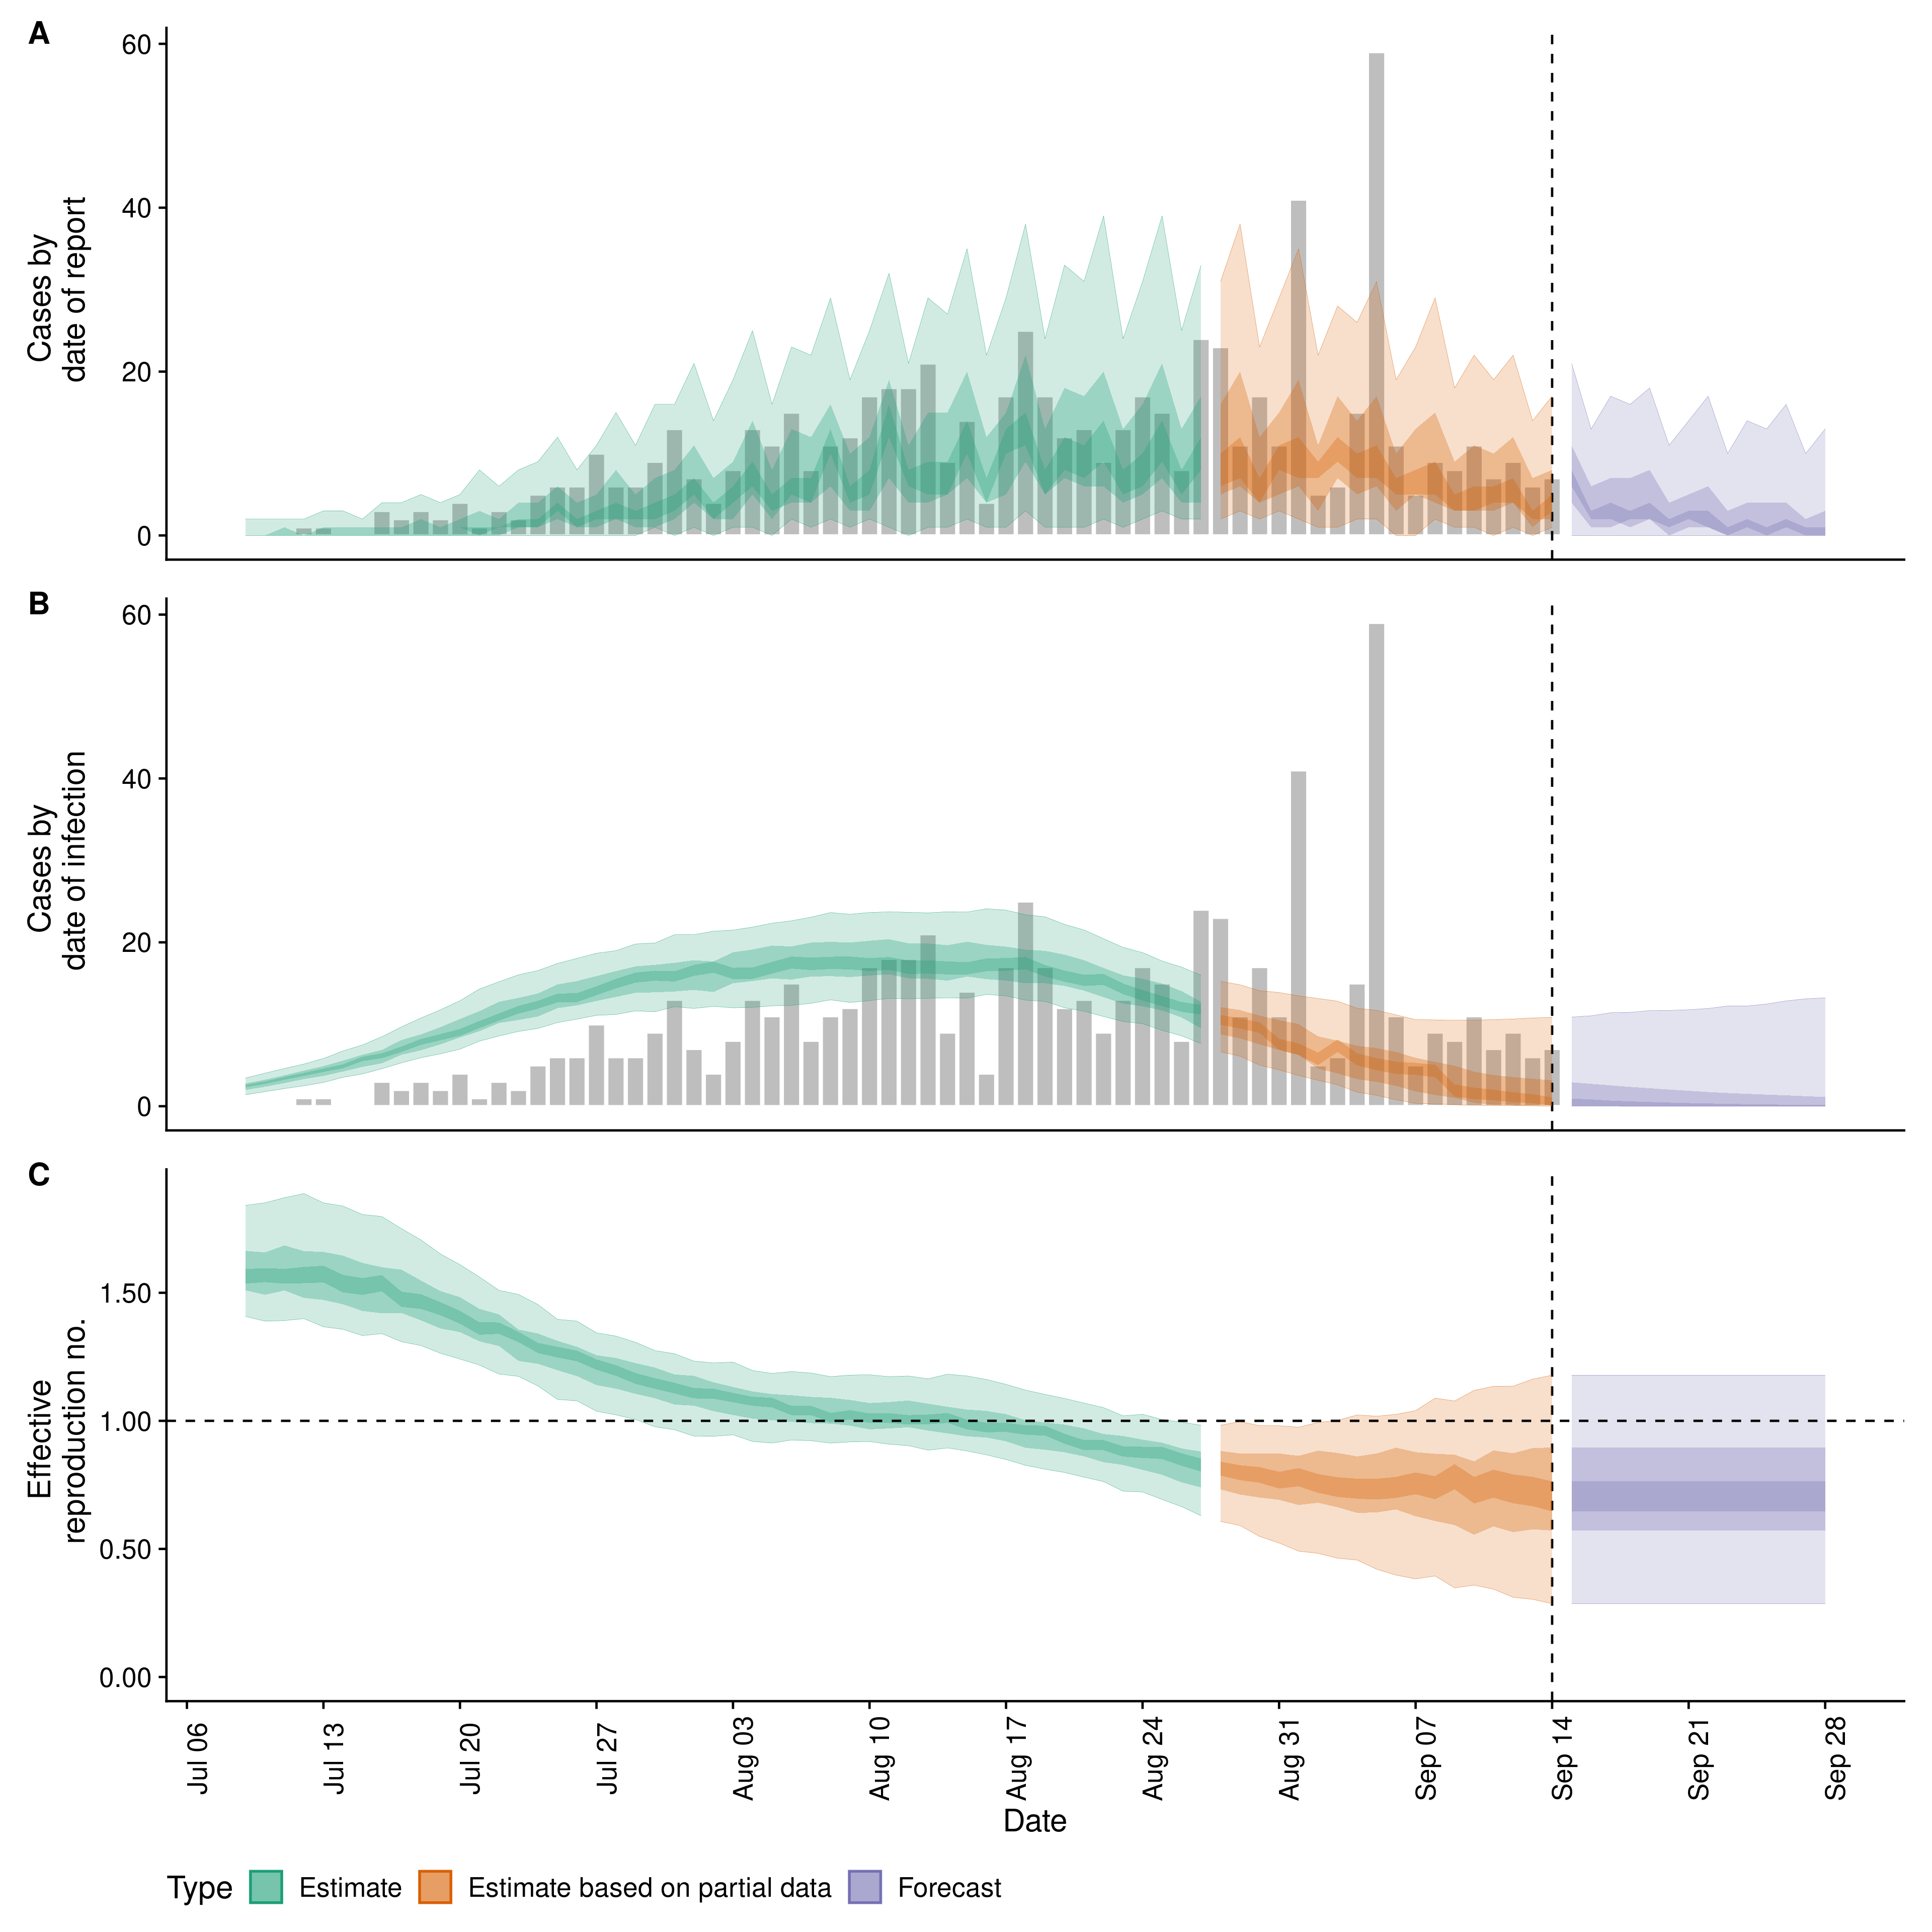 A
60
40
20
0
Cases by
date of report
B
60
40
20
0
Cases by
date of infection
C
1.50
1.00
0.50
0.00
Effective
reproduction no.
Jul 06
Jul 13
Jul 20
Jul 27
Aug 03
Aug 10
Aug 17
Aug 24
Aug 31
Sep 07
Sep 14
Sep 21
Sep 28
Date
Type Estimate Estimate based on partial data Forecast